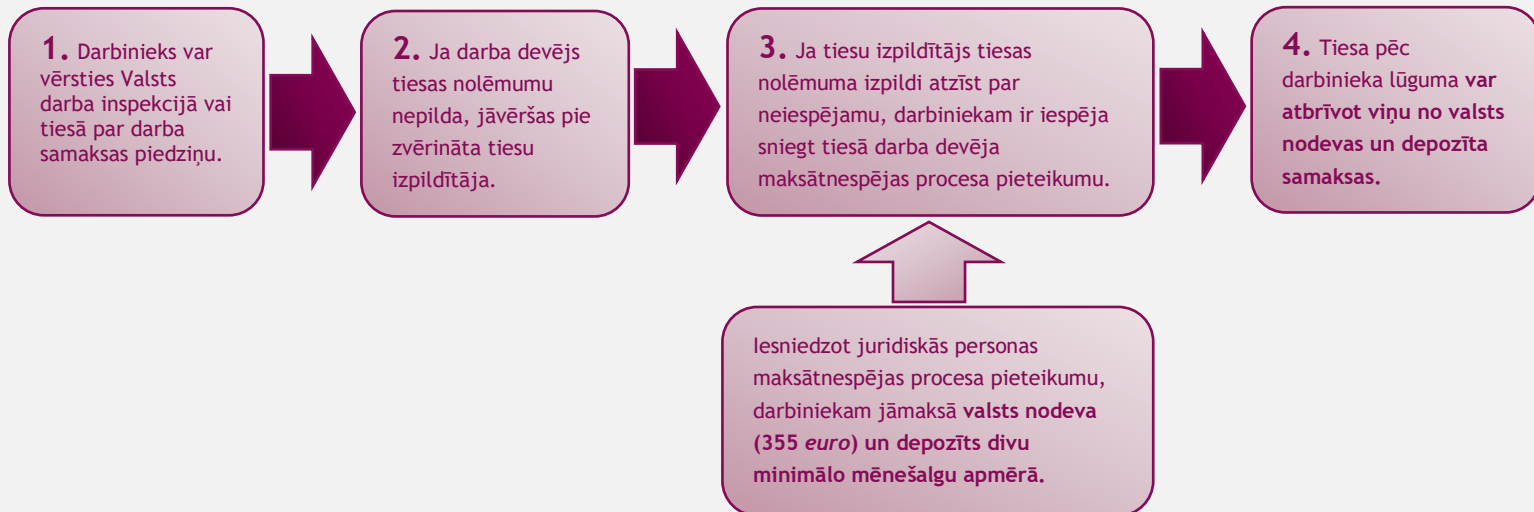 1. Darbinieks var
vērsties Valsts
darba inspekcijā vai
tiesā par darba
samaksas piedziņu.
2. Ja darba devējs
tiesas nolēmumu
nepilda, jāvēršas pie
zvērināta tiesu
izpildītāja.
3. Ja tiesu izpildītājs tiesas
nolēmuma izpildi atzīst par
neiespējamu, darbiniekam ir iespēja
sniegt tiesā darba devēja
maksātnespējas procesa pieteikumu.
4. Tiesa pēc
darbinieka lūguma var
atbrīvot viņu no valsts
nodevas un depozīta
samaksas.
Iesniedzot juridiskās personas
maksātnespējas procesa pieteikumu,
darbiniekam jāmaksā valsts nodeva
(355 euro) un depozīts divu
minimālo mēnešalgu apmērā.